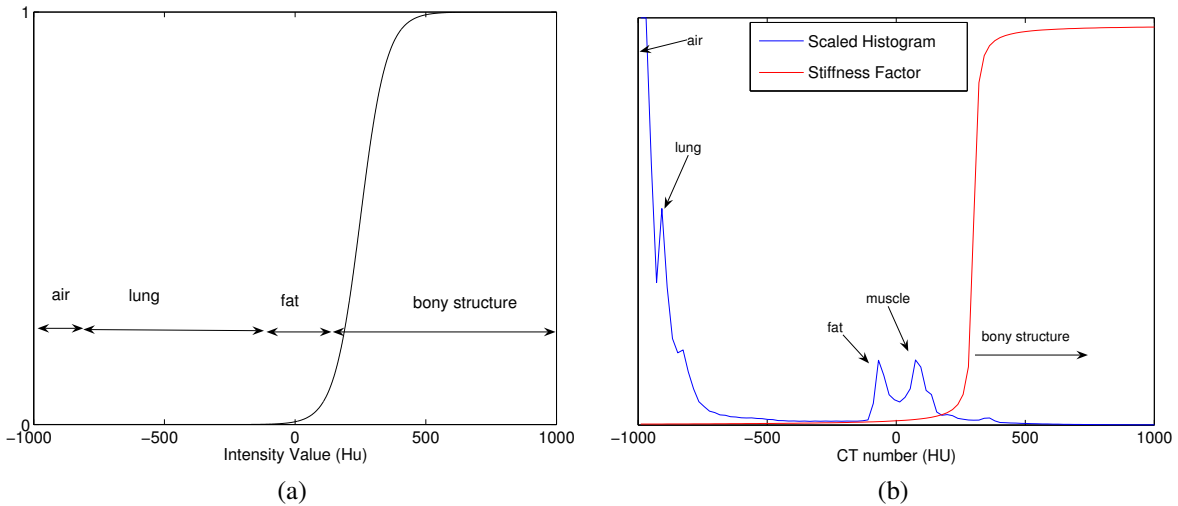 1
air
lung
fat
bony structure
0
−1000
−500
0
500
1000
Intensity Value (Hu)
(a)
Scaled Histogram
Stiffness Factor
air
lung
muscle
fat
bony structure
−1000
−500
0
500
1000
CT number (HU)
(b)